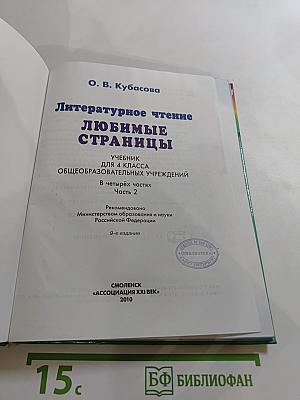 О. В. Кубасова
Литературное чтение
ЛЮБИМЫЕ
СТРАНИЦЫ
УЧЕБНИК
ДЛЯ 4 КЛАССА
ОБЩЕОБРАЗОВАТЕЛЬНЫХ УЧРЕЖДЕНИЙ
В четырёх частях
Часть 2
Рекомендовано
Министерством образования и науки
Российской Федерации
9-е издание
СМОЛЕНСК
«АССОЦИАЦИЯ XXI ВЕК»
2010
15с
БФ БИБЛИОФАН